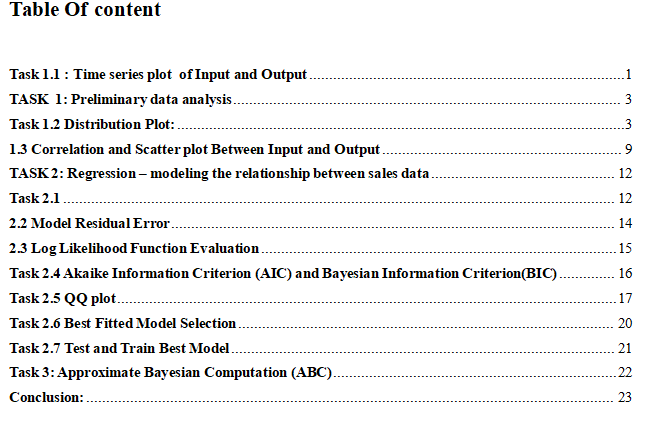 Table Of content
Task 1.1 : Time series plot of Input and Output.....1
TASK 1: Preliminary data analysis..... 3
Task 1.2 Distribution Plot: .....3
1.3 Correlation and Scatter plot Between Input and Output..... 9
TASK 2: Regression – modeling the relationship between sales data..... 12
Task 2.1..... 12
2.2 Model Residual Error..... 14
2.3 Log Likelihood Function Evaluation..... 15
Task 2.4 Akaike Information Criterion (AIC) and Bayesian Information Criterion(BIC)..... 16
Task 2.5 QQ plot.....17
Task 2.6 Best Fitted Model Selection..... 20
Task 2.7 Test and Train Best Model..... 21
Task 3: Approximate Bayesian Computation (ABC).....22
Conclusion: ..... 23